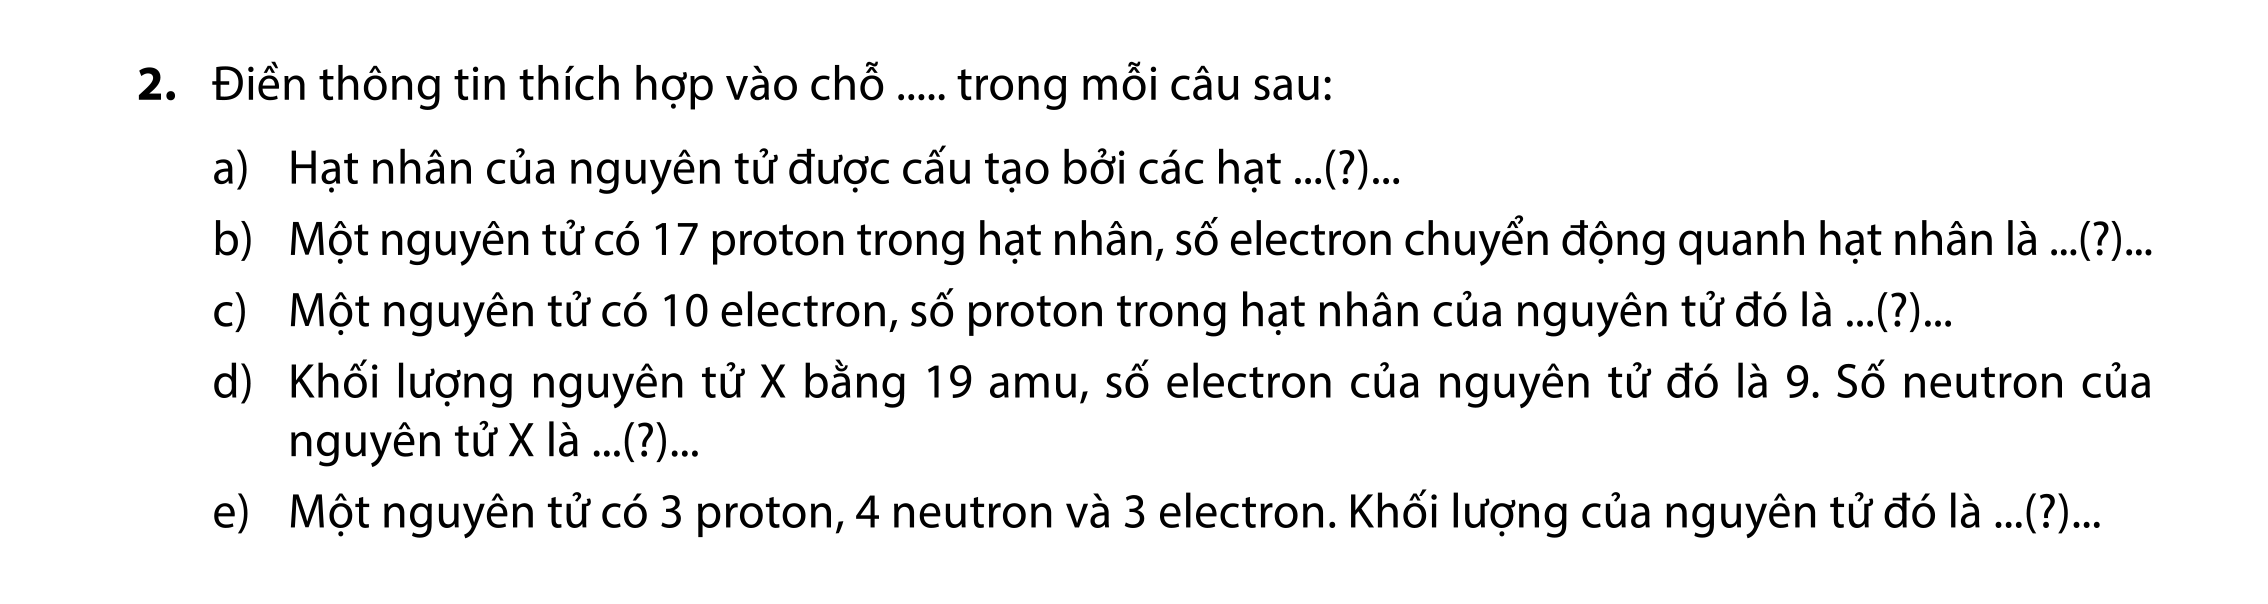 2. Điền thông tin thích hợp vào chỗ ..... trong mỗi câu sau:
a) Hạt nhân của nguyên tử được cấu tạo bởi các hạt ...(?)...
b) Một nguyên tử có 17 proton trong hạt nhân, số electron chuyển động quanh hạt nhân là ...(?)...
c) Một nguyên tử có 10 electron, số proton trong hạt nhân của nguyên tử đó là ...(?)...
d) Khối lượng nguyên tử X bằng 19 amu, số electron của nguyên tử đó là 9. Số neutron của
nguyên tử X là ...(?)...
e) Một nguyên tử có 3 proton, 4 neutron và 3 electron. Khối lượng của nguyên tử đó là ...(?)...